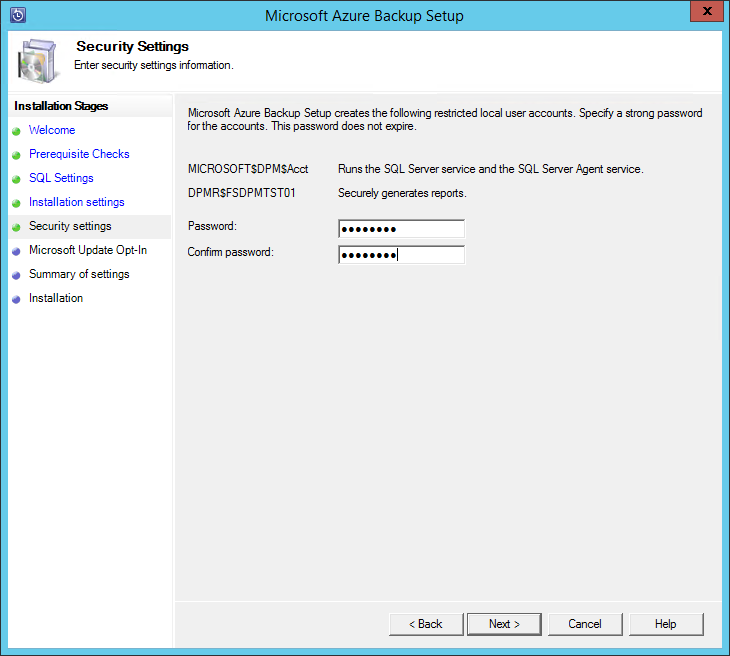 Microsoft Azure Backup Setup
x
Security Settings
Enter security settings information.
Installation Stages
Welcome
Prerequisite Checks
SQL Settings
Installation settings
Security settings
Microsoft Update Opt-In
Summary of settings
Installation
Microsoft Azure Backup Setup creates the following restricted local user accounts. Specify a strong password
for the accounts. This password does not expire.
MICROSOFT$DPM$Acct Runs the SQL Server service and the SQL Server Agent service.
DPMR$FSDPMTST01 Securely generates reports.
Password: ●●●●●●●●
Confirm password: ●●●●●●●●
< Back Next > Cancel Help